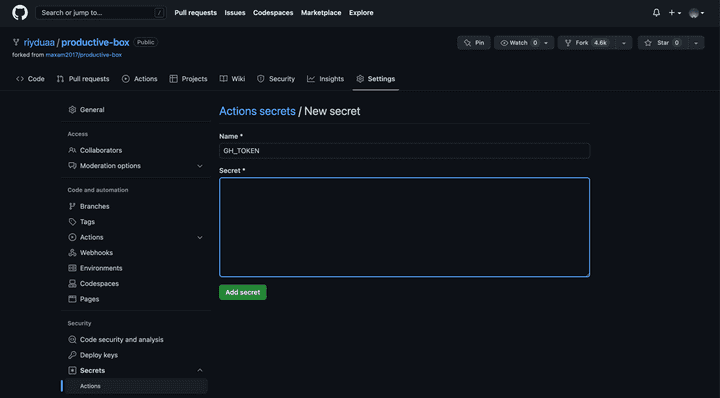 Search or jump to... /
Pull requests Issues Codespaces Marketplace Explore
riyduaa / productive-box Public
forked from maxam2017/productive-box
Pin Watch 0 Fork 4.6k Star 0
Code Pull requests Actions Projects Wiki Security Insights Settings
General
Access
Collaborators
Moderation options
Code and automation
Branches
Tags
Actions
Webhooks
Environments
Codespaces
Pages
Security
Code security and analysis
Deploy keys
Secrets
Actions
Actions secrets / New secret
Name *
GH_TOKEN
Secret *
Add secret